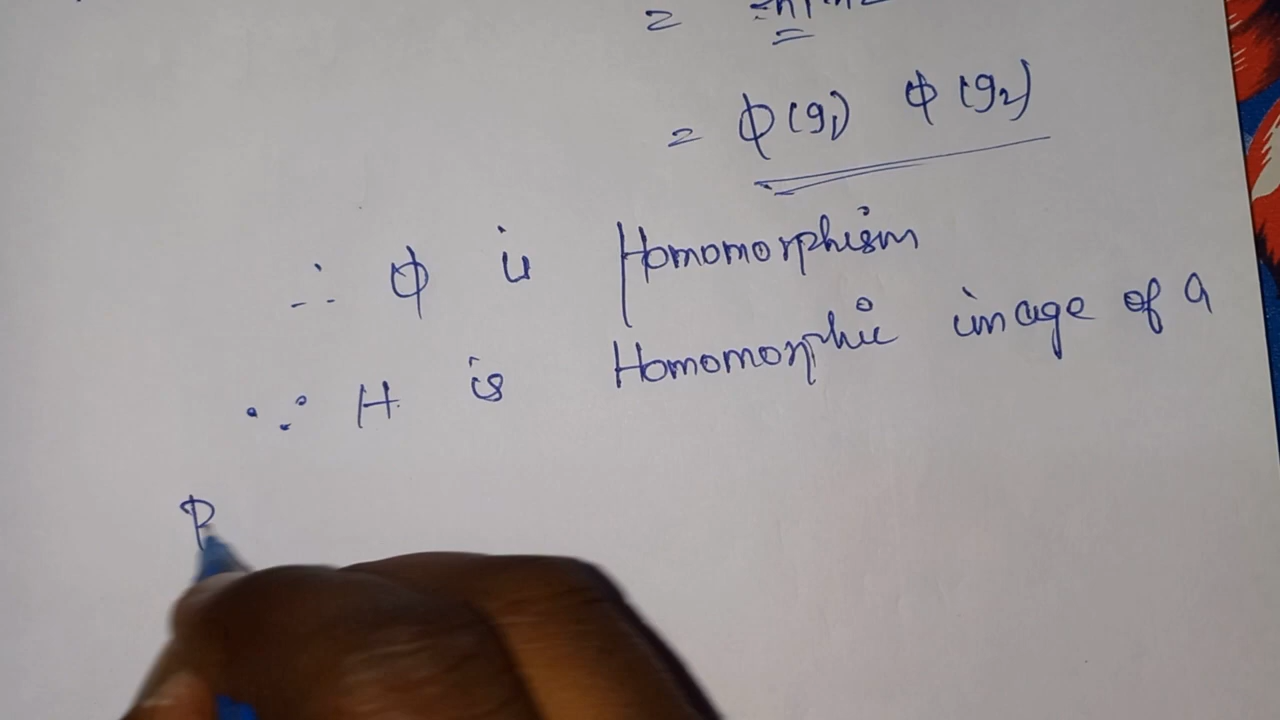 =
= ϕ(g₁) ϕ(g₂)
∴ ϕ is Homomorphism
∵ H is Homomorphic image of G
P